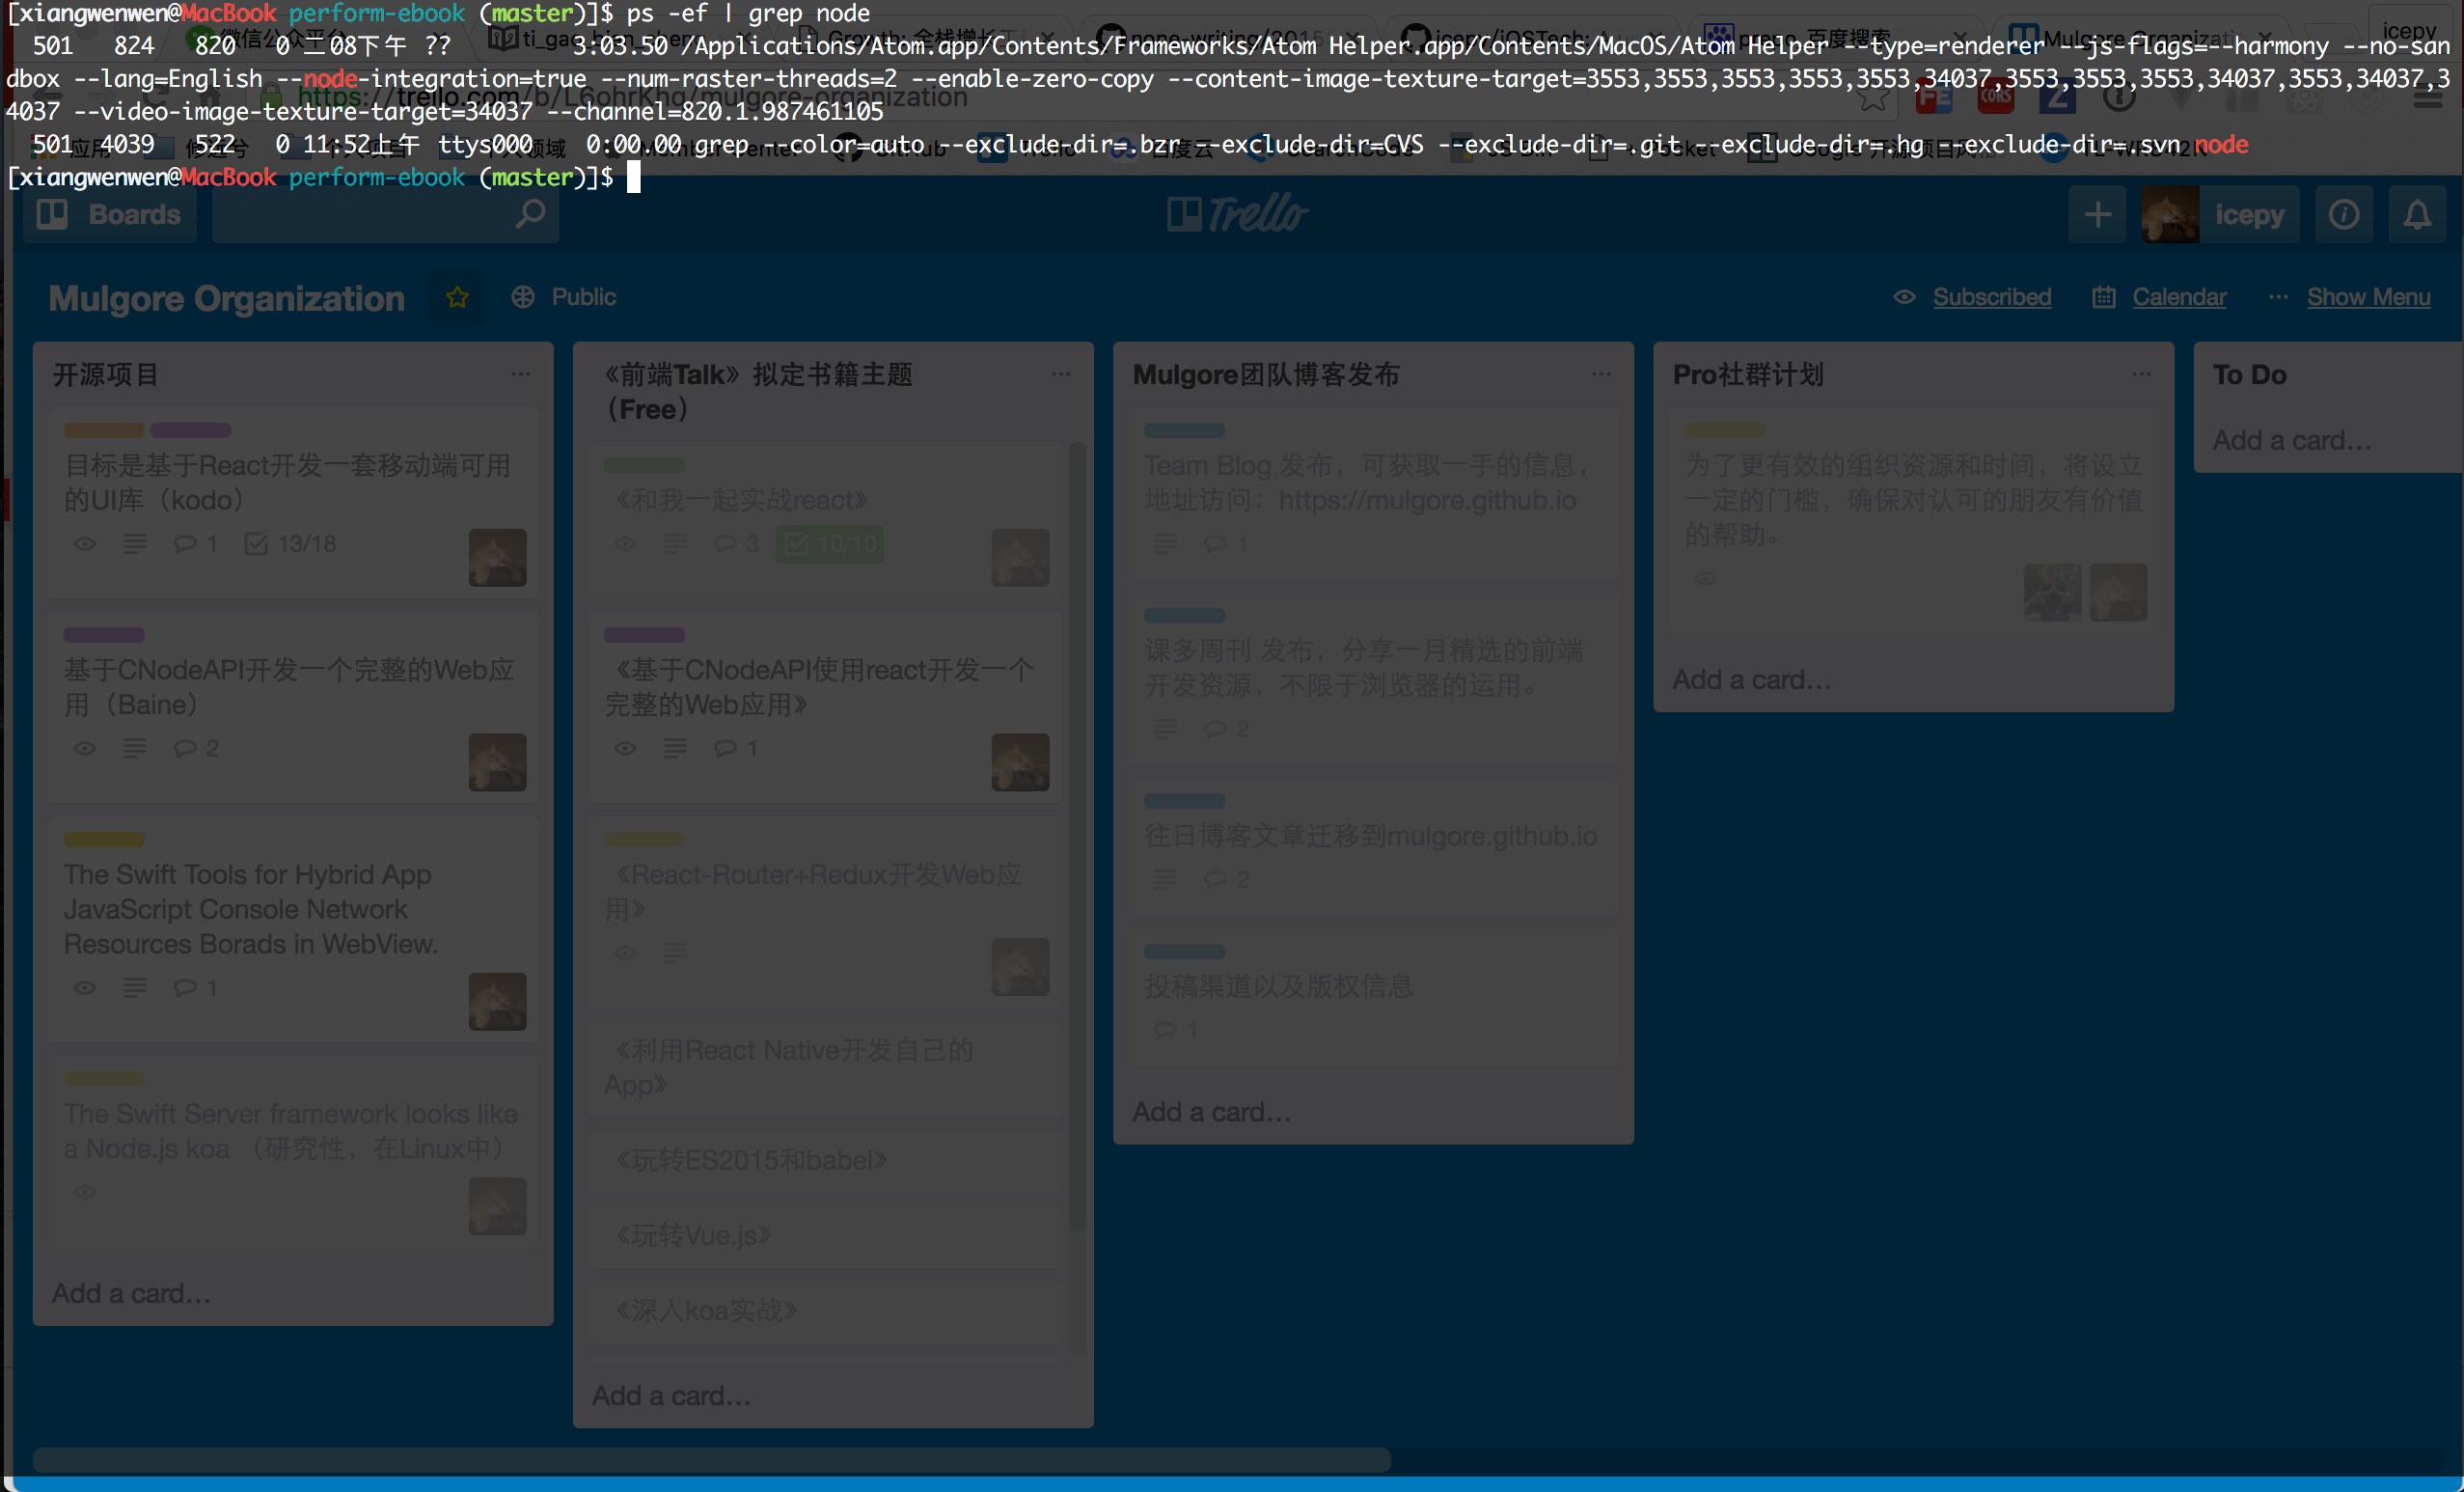 [xiangwenwen@MacBook perform-ebook (master)]$ ps -ef | grep node
501 824 820 0 二08下午 ?? 3:03.50 /Applications/Atom.app/Contents/Frameworks/Atom Helper.app/Contents/MacOS/Atom Helper --type=renderer --js-flags=--harmony --no-san
dbox --lang=English --node-integration=true --num-raster-threads=2 --enable-zero-copy --content-image-texture-target=3553,3553,3553,3553,3553,34037,3553,3553,3553,34037,3553,34037,3
4037 --video-image-texture-target=34037 --channel=820.1.987461105
501 4039 522 0 11:52上午 ttys000 0:00.00 grep --color=auto --exclude-dir=.bzr --exclude-dir=CVS --exclude-dir=.git --exclude-dir=.hg --exclude-dir=.svn node
[xiangwenwen@MacBook perform-ebook (master)]$
icepy
https://trello.com/b/L6ohrKhq/mulgore-organization
Boards
Trello
icepy
Mulgore Organization
Public
Subscribed
Calendar
Show Menu
开源项目
目标是基于React开发一套移动端可用
的UI库（kodo）
1 13/18
基于CNodeAPI开发一个完整的Web应
用（Baine）
2
The Swift Tools for Hybrid App
JavaScript Console Network
Resources Borads in WebView.
1
The Swift Server framework looks like
a Node.js koa （研究性，在Linux中）
Add a card…
《前端Talk》拟定书籍主题
（Free）
《和我一起实战react》
3 10/10
《基于CNodeAPI使用react开发一个
完整的Web应用》
1
《React-Router+Redux开发Web应
用》
《利用React Native开发自己的
App》
《玩转ES2015和babel》
《玩转Vue.js》
《深入koa实战》
Add a card…
Mulgore团队博客发布
Team Blog 发布，可获取一手的信息，
地址访问：https://mulgore.github.io
1
课多周刊 发布，分享一月精选的前端
开发资源，不限于浏览器的运用。
2
往日博客文章迁移到mulgore.github.io
2
投稿渠道以及版权信息
1
Add a card…
Pro社群计划
为了更有效的组织资源和时间，将设立
一定的门槛，确保对认可的朋友有价值
的帮助。
Add a card…
To Do
Add a card…